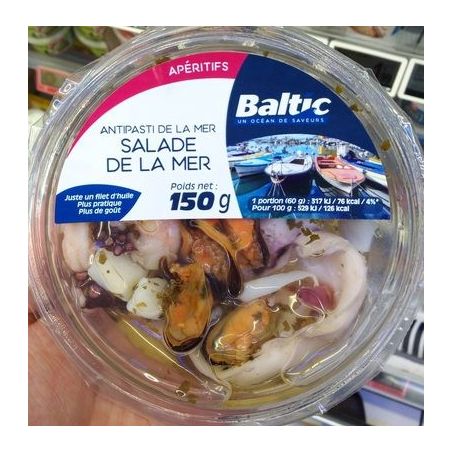 APÉRITIFS
Baltic
UN OCÉAN DE SAVEURS
ANTIPASTI DE LA MER
SALADE
DE LA MER
Poids net :
150 g
Juste un filet d'huile
Plus pratique
Plus de goût
1 portion (60 g) : 317 kJ / 76 kcal / 4%*
Pour 100 g : 529 kJ / 126 kcal